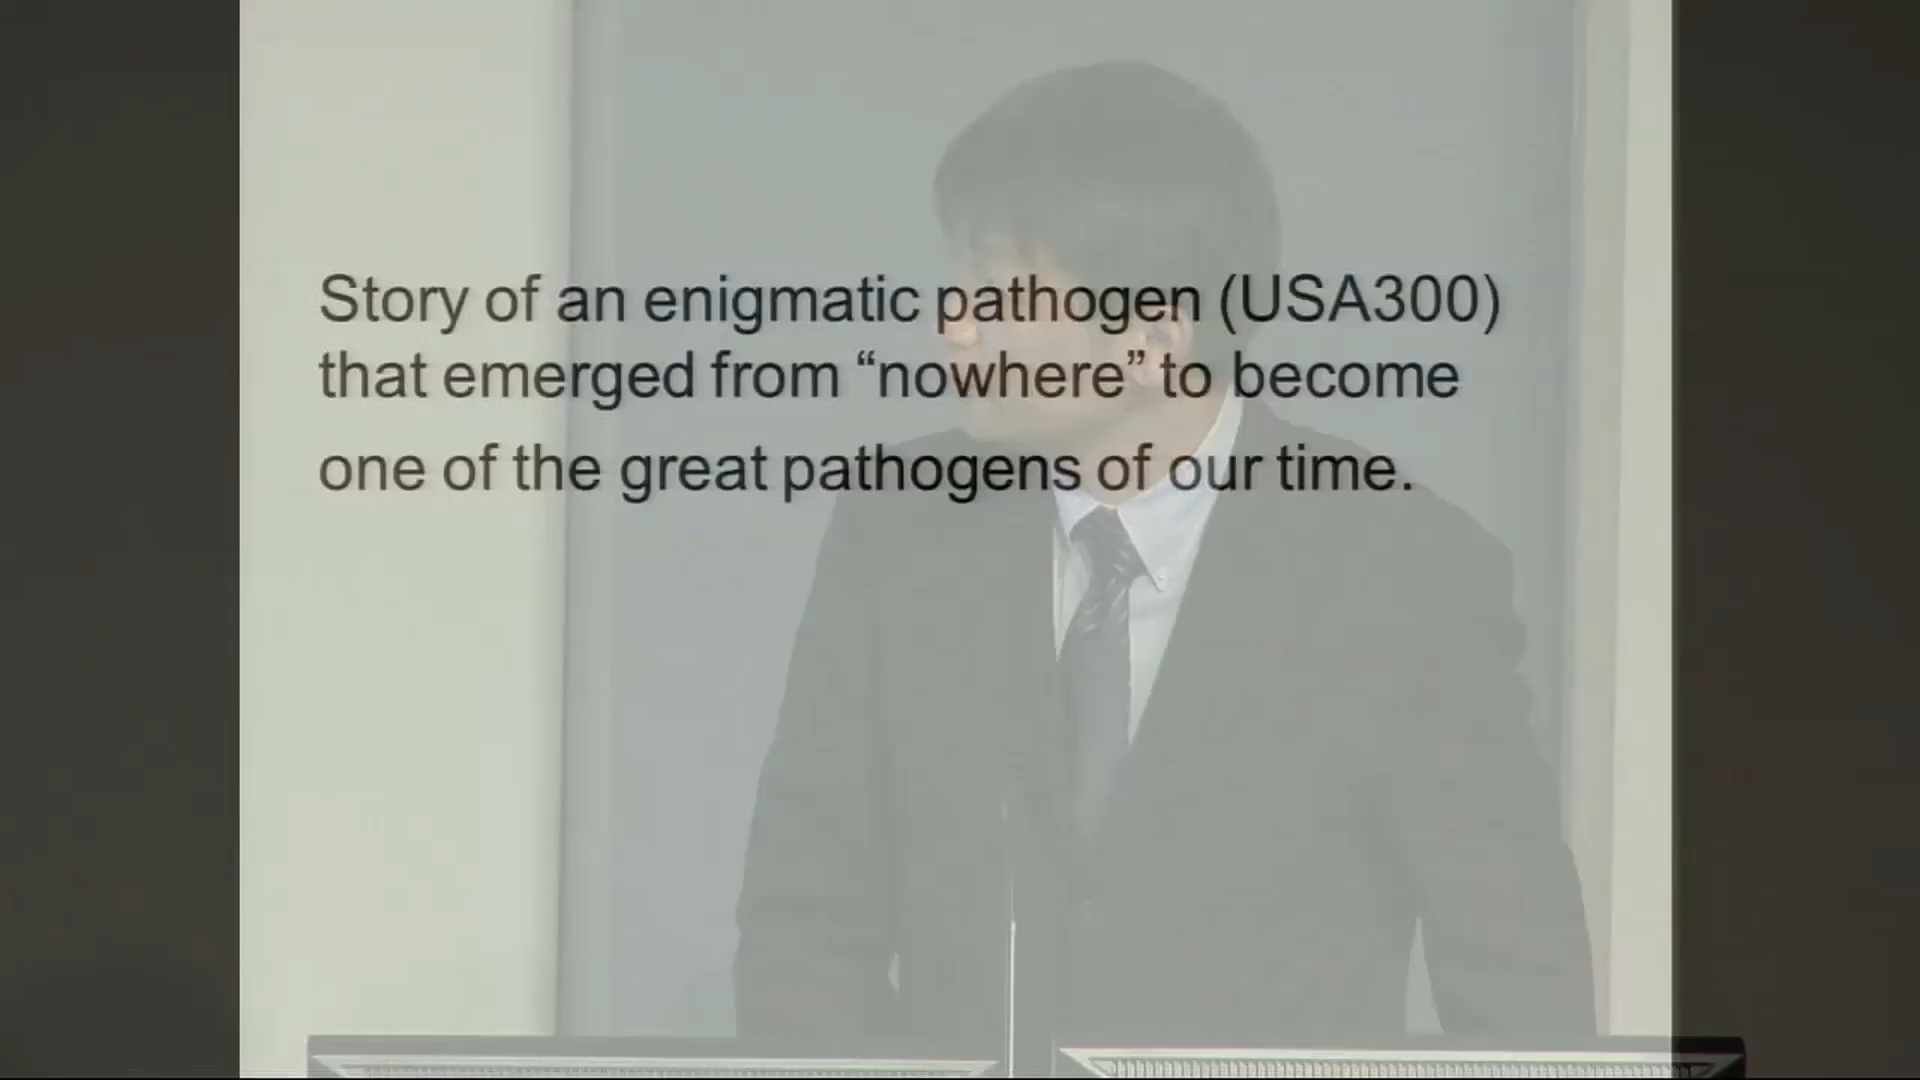 Story of an enigmatic pathogen (USA300)
that emerged from “nowhere” to become
one of the great pathogens of our time.